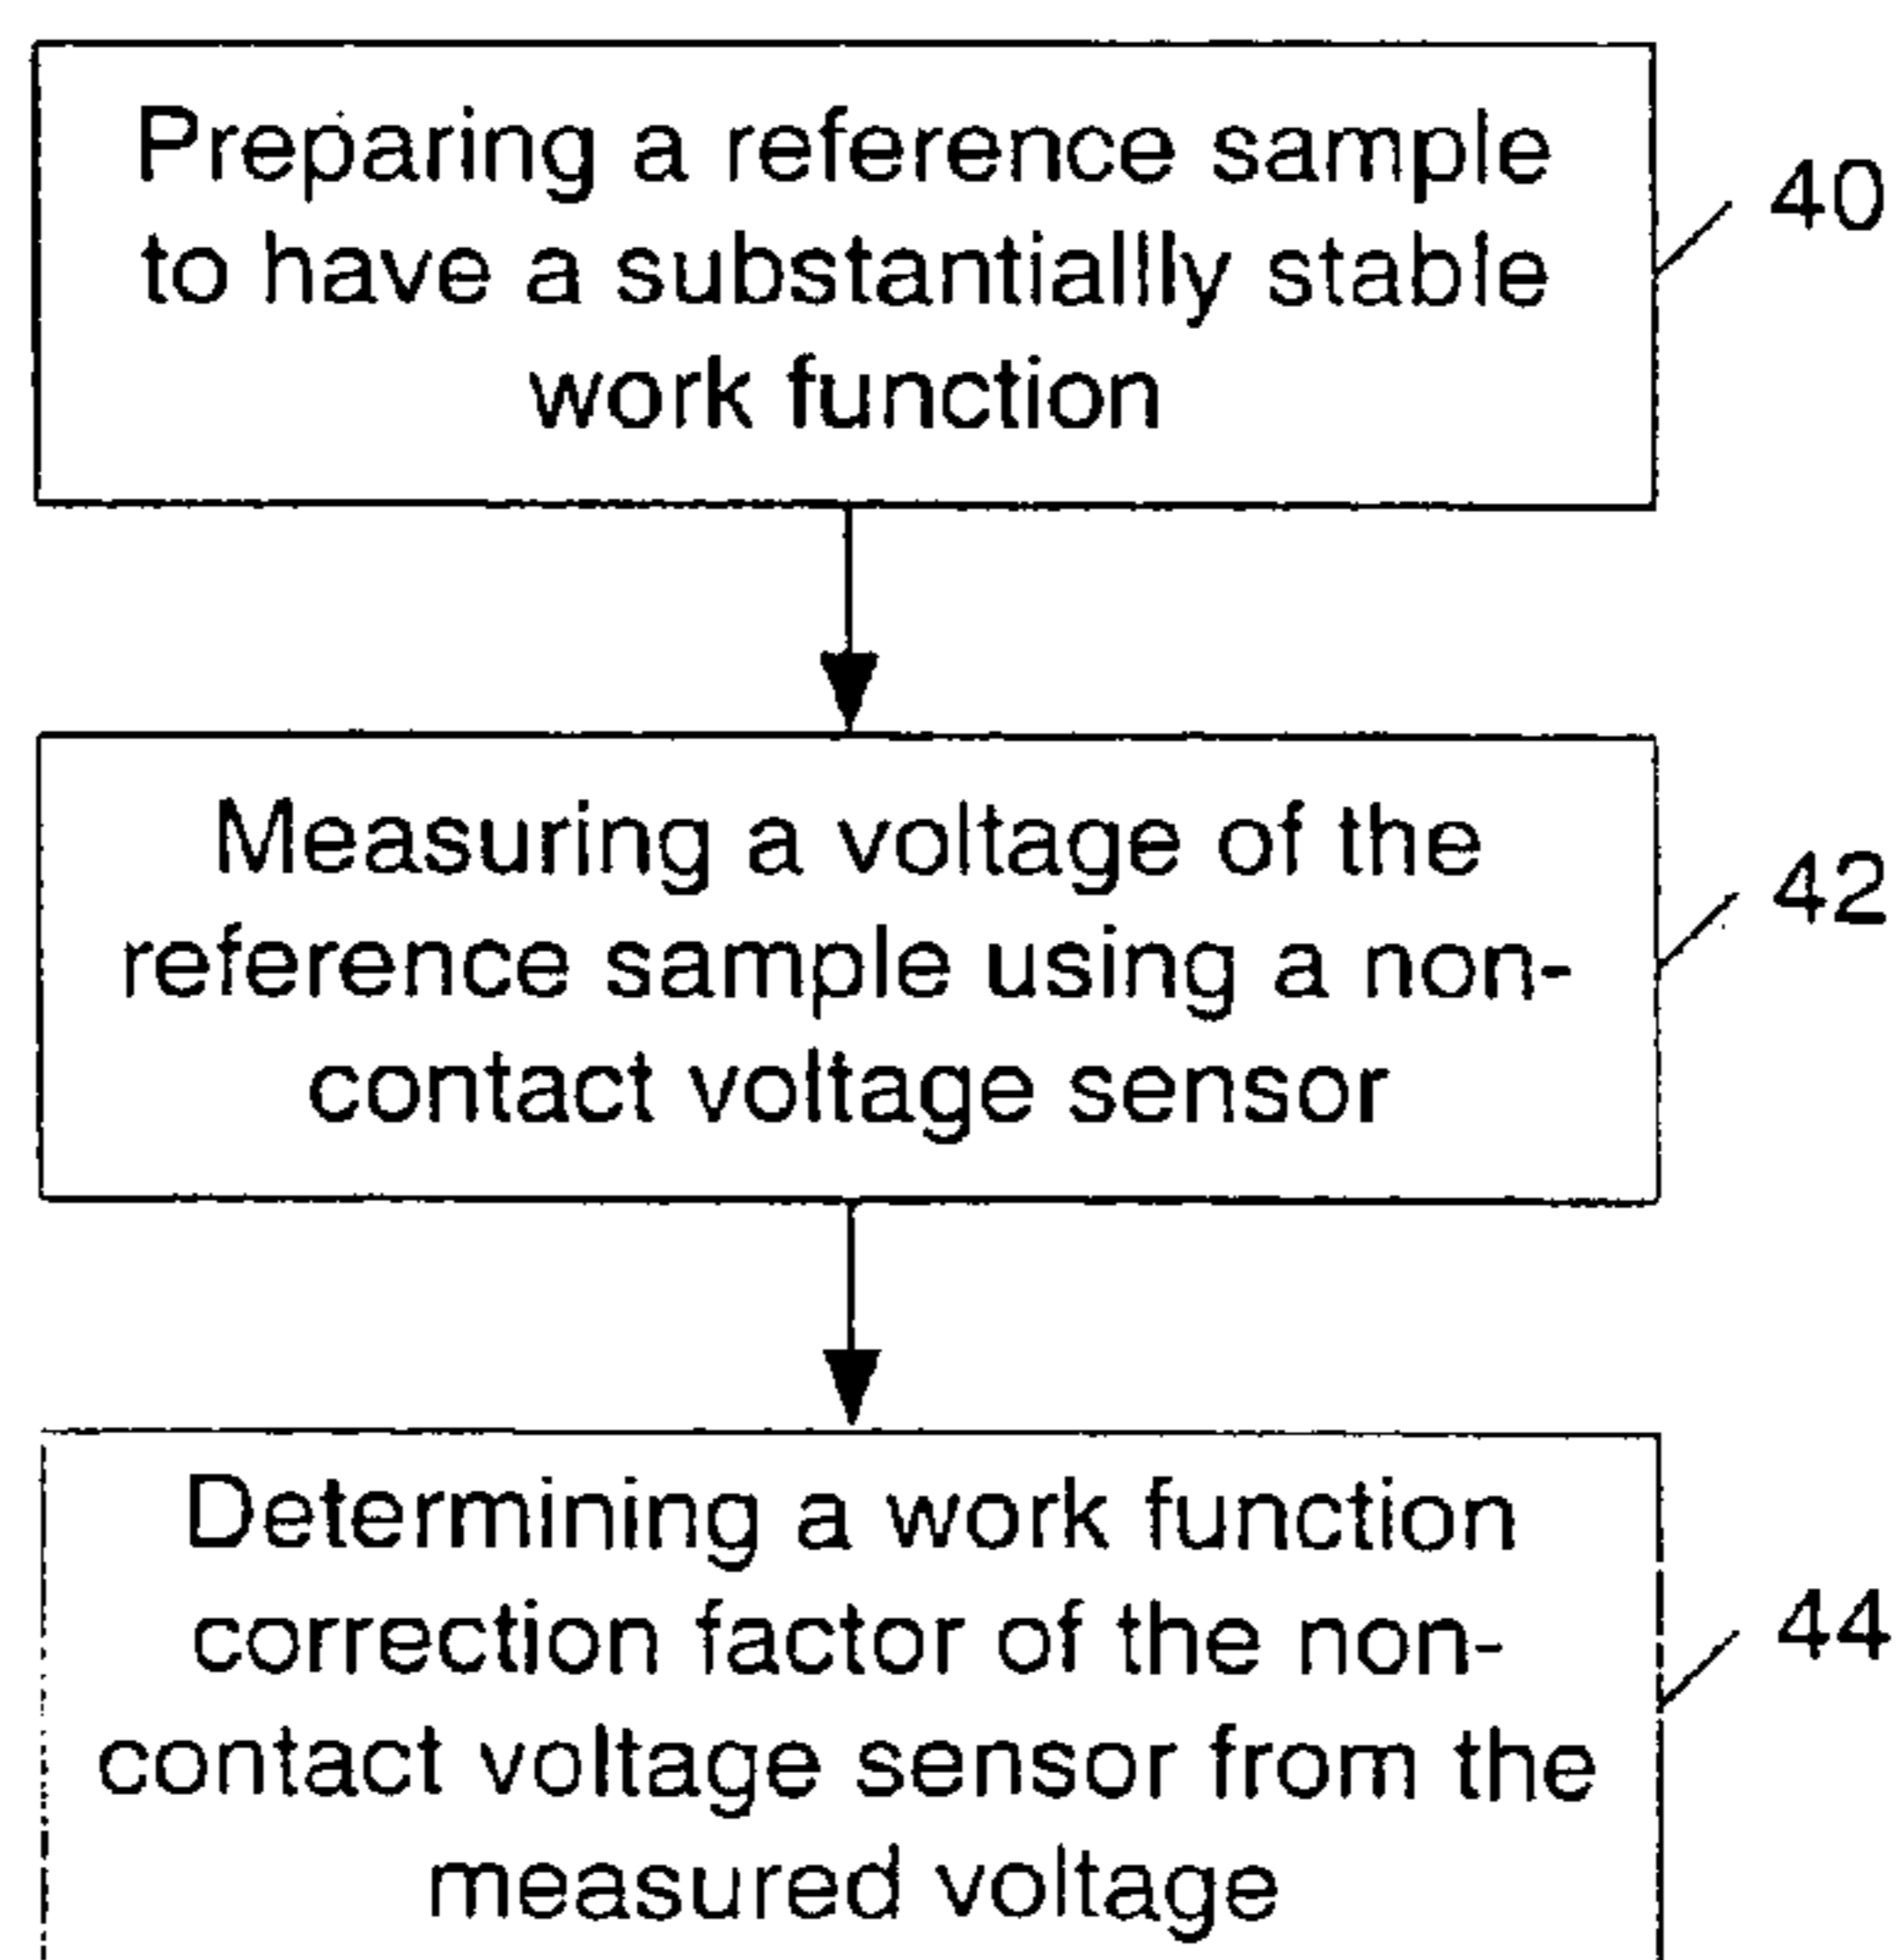 Preparing a reference sample
to have a substantiallly stable
work function
40
Measuring a voltage of the
reference sample using a non-
contact voltage sensor
42
Determining a work function
correction factor of the non-
contact voltage sensor from the
measured voltage
44